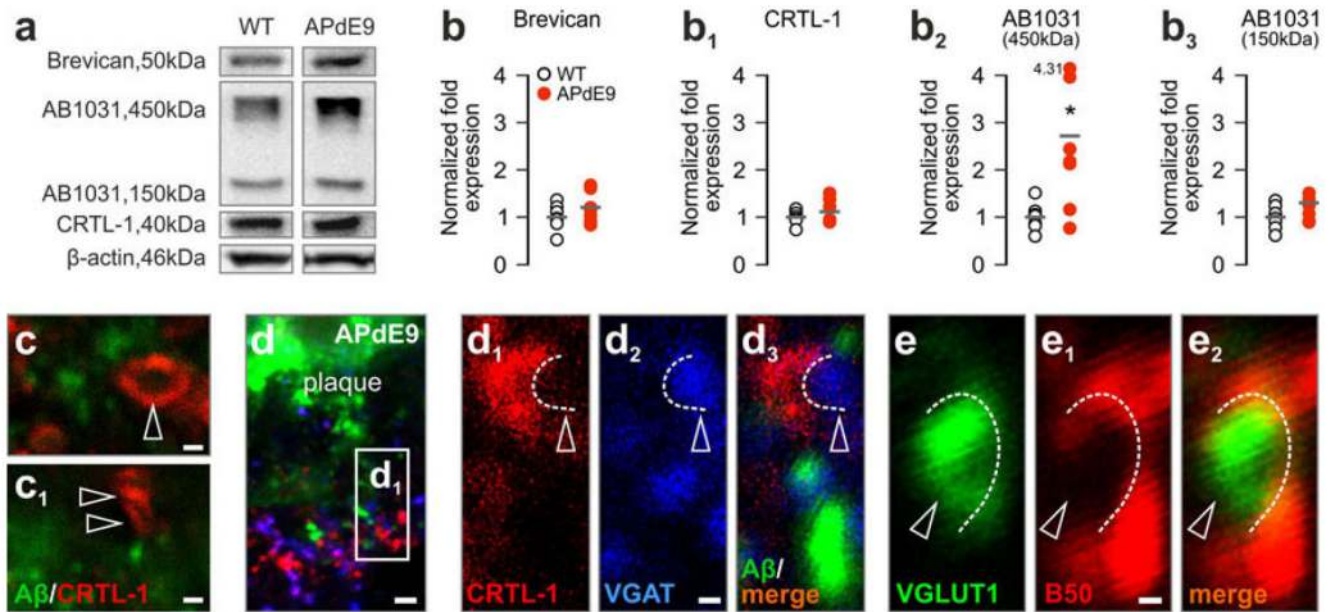 a
WT APdE9
Brevican,50kDa
AB1031,450kDa
AB1031,150kDa
CRTL-1,40kDa
β-actin,46kDa
b Brevican
Normalized fold
expression
4
3
2
1
0
WT
APdE9
b1 CRTL-1
Normalized fold
expression
4
3
2
1
0
b2 AB1031
(450kDa)
Normalized fold
expression
4
3
2
1
0
4.31
*
b3 AB1031
(150kDa)
Normalized fold
expression
4
3
2
1
0
c
c1
Aβ/CRTL-1
d APdE9
plaque
d1
d1
CRTL-1
d2
VGAT
d3
Aβ/
merge
e
VGLUT1
e1
B50
e2
merge